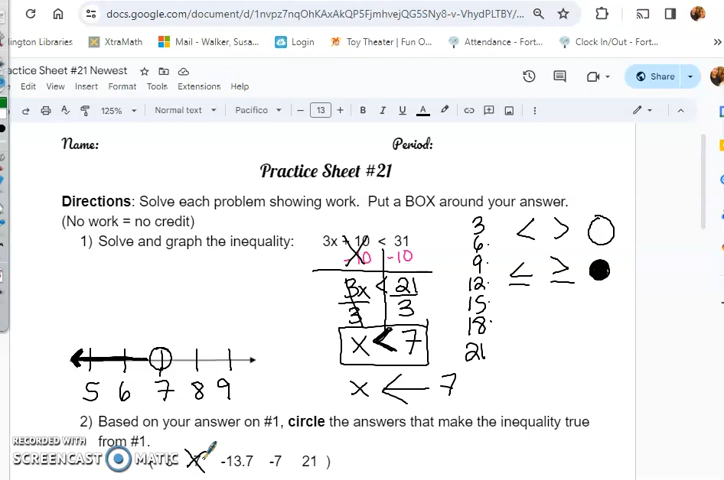 docs.google.com/document/d/1nvpz7nqOhKAxAkQP5FjmhvejQG5SNy8-v-VhydPLTBY/...
lington Libraries XtraMath Mail - Walker, Susa... Login Toy Theater | Fun O... Attendance - Fort... Clock In/Out - Fort...
actice Sheet #21 Newest
Edit View Insert Format Tools Extensions Help
Share
125% Normal text Pacifico − 13 + B I U A
Name: Period:
Practice Sheet #21
Directions: Solve each problem showing work. Put a BOX around your answer.
(No work = no credit)
1) Solve and graph the inequality: 3x + 10 < 31
-10 -10
3x < 21
3 3
x < 7
x < 7
3
6
9
12
15
18
21
< > ○
≤ ≥ ●
5 6 7 8 9
2) Based on your answer on #1, circle the answers that make the inequality true
from #1.
-13.7 -7 21 )
RECORDED WITH
SCREENCAST MATIC